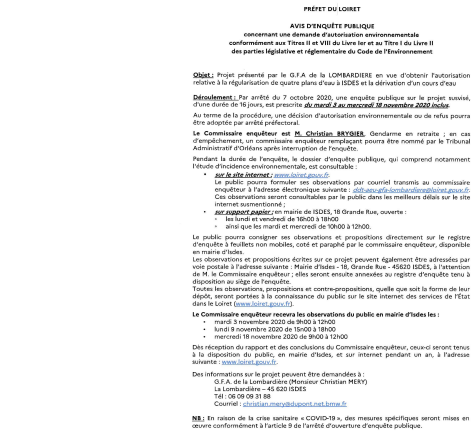 PRÉFET DU LOIRET
AVIS D'ENQUÊTE PUBLIQUE
concernant une demande d'autorisation environnementale
conformément aux Titres II et VIII du Livre Ier et au Titre I du Livre II
des parties législative et réglementaire du Code de l'Environnement
Objet : Projet présenté par le G.F.A de la LOMBARDIERE en vue d'obtenir l'autorisation
relative à la régularisation de quatre plans d'eau à ISDES et la dérivation d'un cours d'eau
Déroulement : Par arrêté du 7 octobre 2020, une enquête publique sur le projet susvisé,
d'une durée de 16 jours, est prescrite du mardi 3 au mercredi 18 novembre 2020 inclus.
Au terme de la procédure, une décision d'autorisation environnementale ou de refus pourra
être adoptée par arrêté préfectoral.
Le Commissaire enquêteur est M. Christian BRYGIER, Gendarme en retraite ; en cas
d'empêchement, un commissaire enquêteur remplaçant pourra être nommé par le Tribunal
Administratif d'Orléans après interruption de l'enquête.
Pendant la durée de l'enquête, le dossier d'enquête publique, qui comprend notamment
l'étude d'incidence environnementale, est consultable :
• sur le site internet : www.loiret.gouv.fr.
Le public pourra formuler ses observations par courriel transmis au commissaire
enquêteur à l'adresse électronique suivante : ddt-aep-gfa-lombardiere@loiret.gouv.fr.
Ces observations seront consultables par le public dans les meilleurs délais sur le site
internet susmentionné ;
• sur support papier : en mairie de ISDES, 18 Grande Rue, ouverte :
- les lundi et vendredi de 16h00 à 18h00
- ainsi que les mardi et mercredi de 10h00 à 12h00.
Le public pourra consigner ses observations et propositions directement sur le registre
d'enquête à feuillets non mobiles, coté et paraphé par le commissaire enquêteur, disponible
en mairie d'Isdes.
Les observations et propositions écrites sur ce projet peuvent également être adressées par
voie postale à l'adresse suivante : Mairie d'Isdes - 18, Grande Rue - 45620 ISDES, à l'attention
de M. le Commissaire enquêteur ; elles seront ensuite annexées au registre d'enquête tenu à
disposition au siège de l'enquête.
Toutes les observations, propositions et contre-propositions, quelle que soit la forme de leur
dépôt, seront portées à la connaissance du public sur le site internet des services de l'État
dans le Loiret (www.loiret.gouv.fr).
Le Commissaire enquêteur recevra les observations du public en mairie d'Isdes les :
• mardi 3 novembre 2020 de 9h00 à 12h00
• lundi 9 novembre 2020 de 15h00 à 18h00
• mercredi 18 novembre 2020 de 9h00 à 12h00
Dès réception du rapport et des conclusions du Commissaire enquêteur, ceux-ci seront tenus
à la disposition du public, en mairie d'Isdes, et sur internet pendant un an, à l'adresse
suivante : www.loiret.gouv.fr.
Des informations sur le projet peuvent être demandées à :
G.F.A. de la Lombardière (Monsieur Christian MERY)
La Lombardière – 45 620 ISDES
Tél : 06 09 09 31 88
Courriel : christian.mery@dupont.net.bmw.fr
NB : En raison de la crise sanitaire « COVID-19 », des mesures spécifiques seront mises en
œuvre conformément à l'article 9 de l'arrêté d'ouverture d'enquête publique.